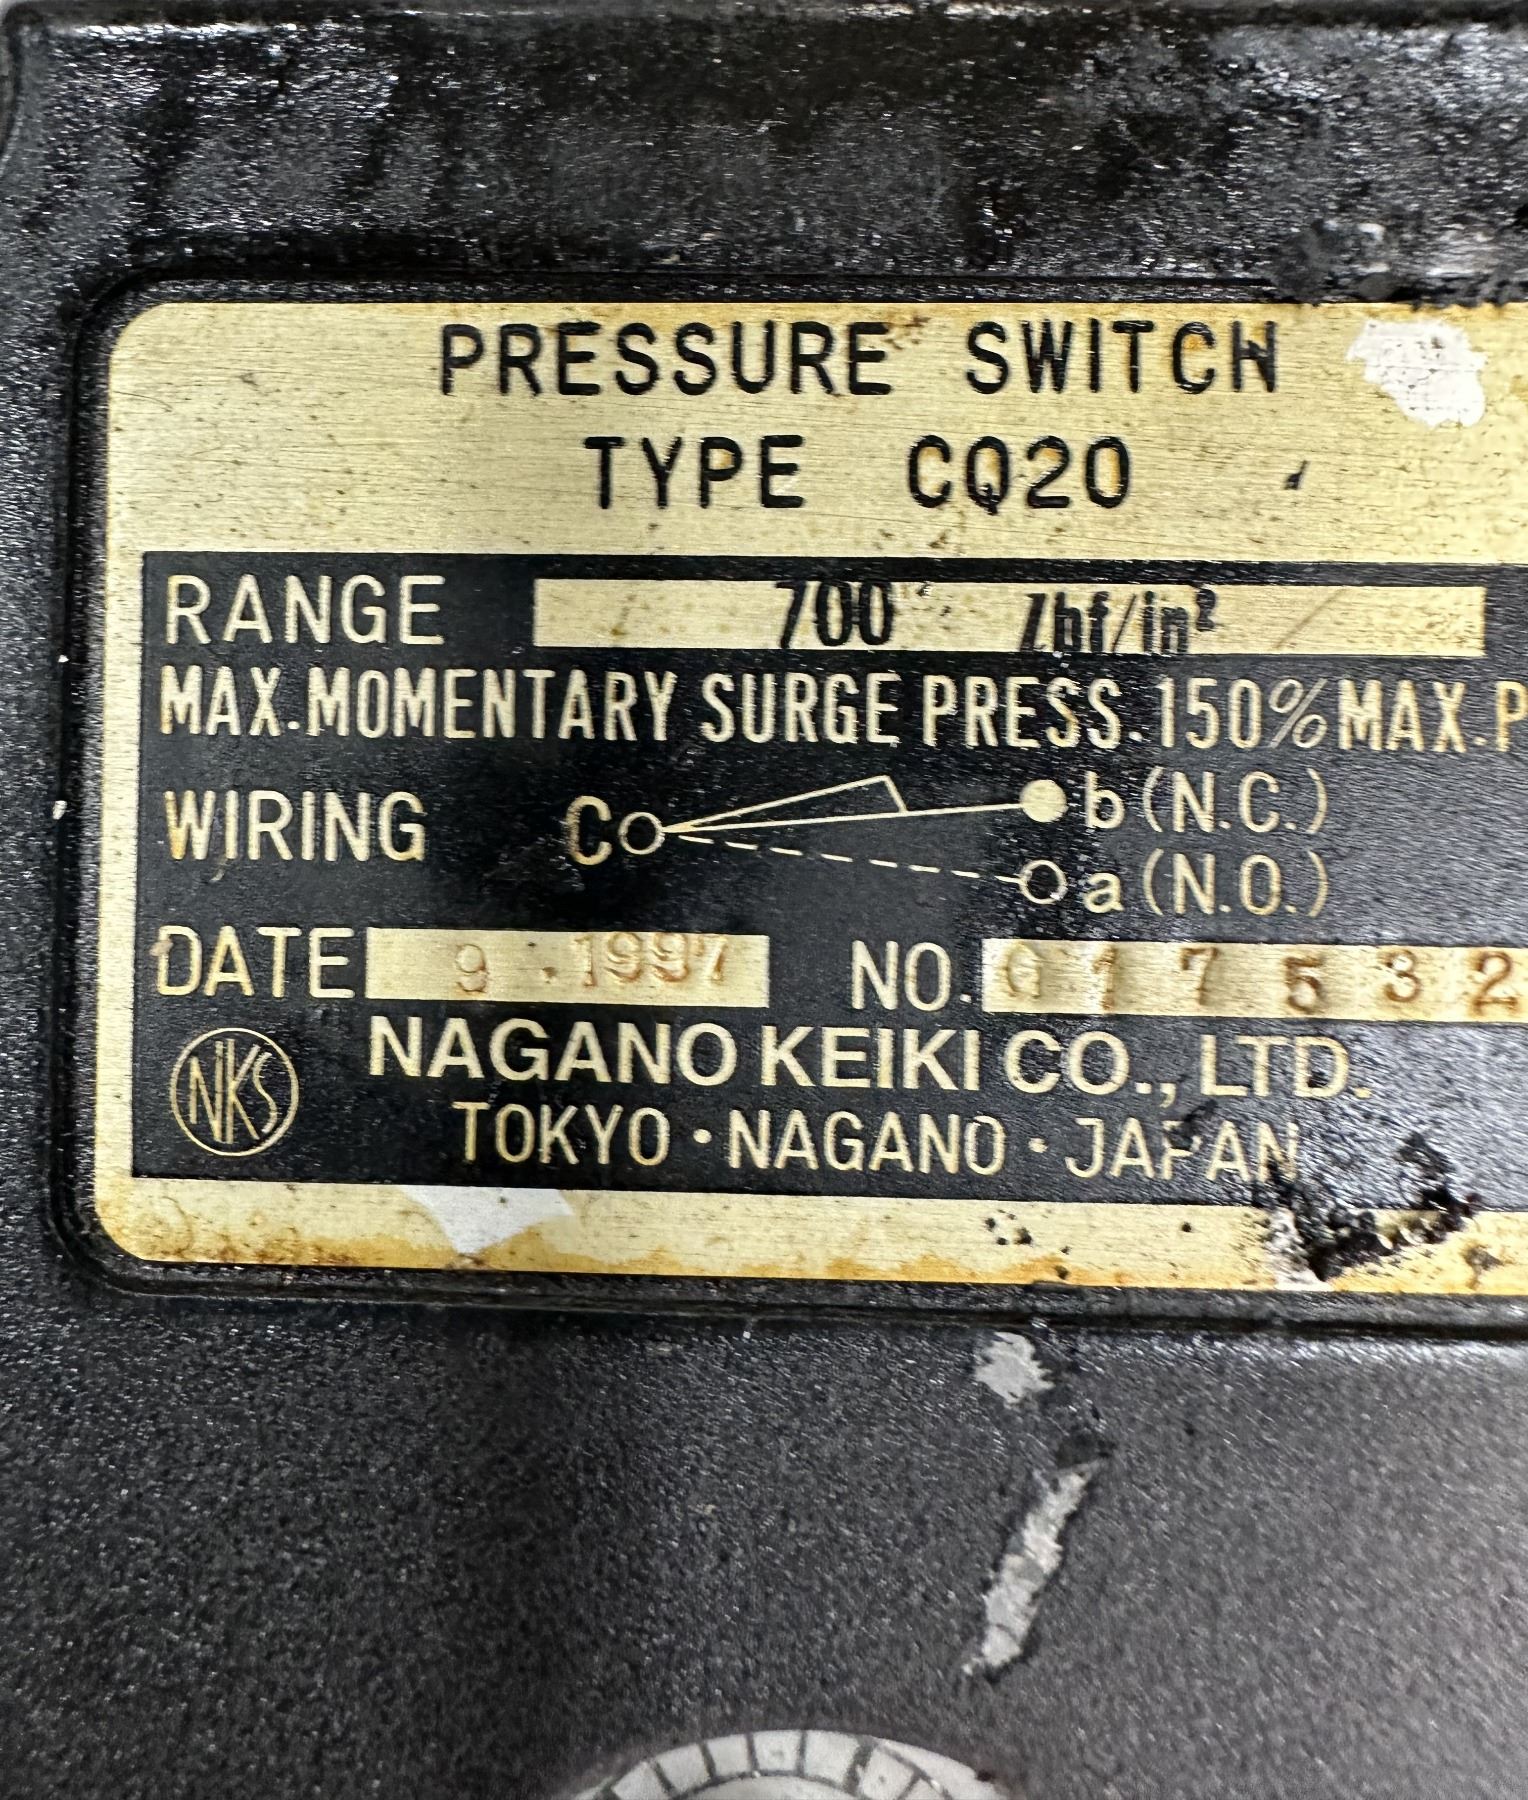 PRESSURE SWITCH
TYPE CQ20
RANGE 700 lbf/in²
MAX.MOMENTARY SURGE PRESS.150%MAX.P
WIRING C b(N.C.)
a(N.O.)
DATE 9.1997 NO. G17532
NKS NAGANO KEIKI CO., LTD.
TOKYO・NAGANO・JAPAN